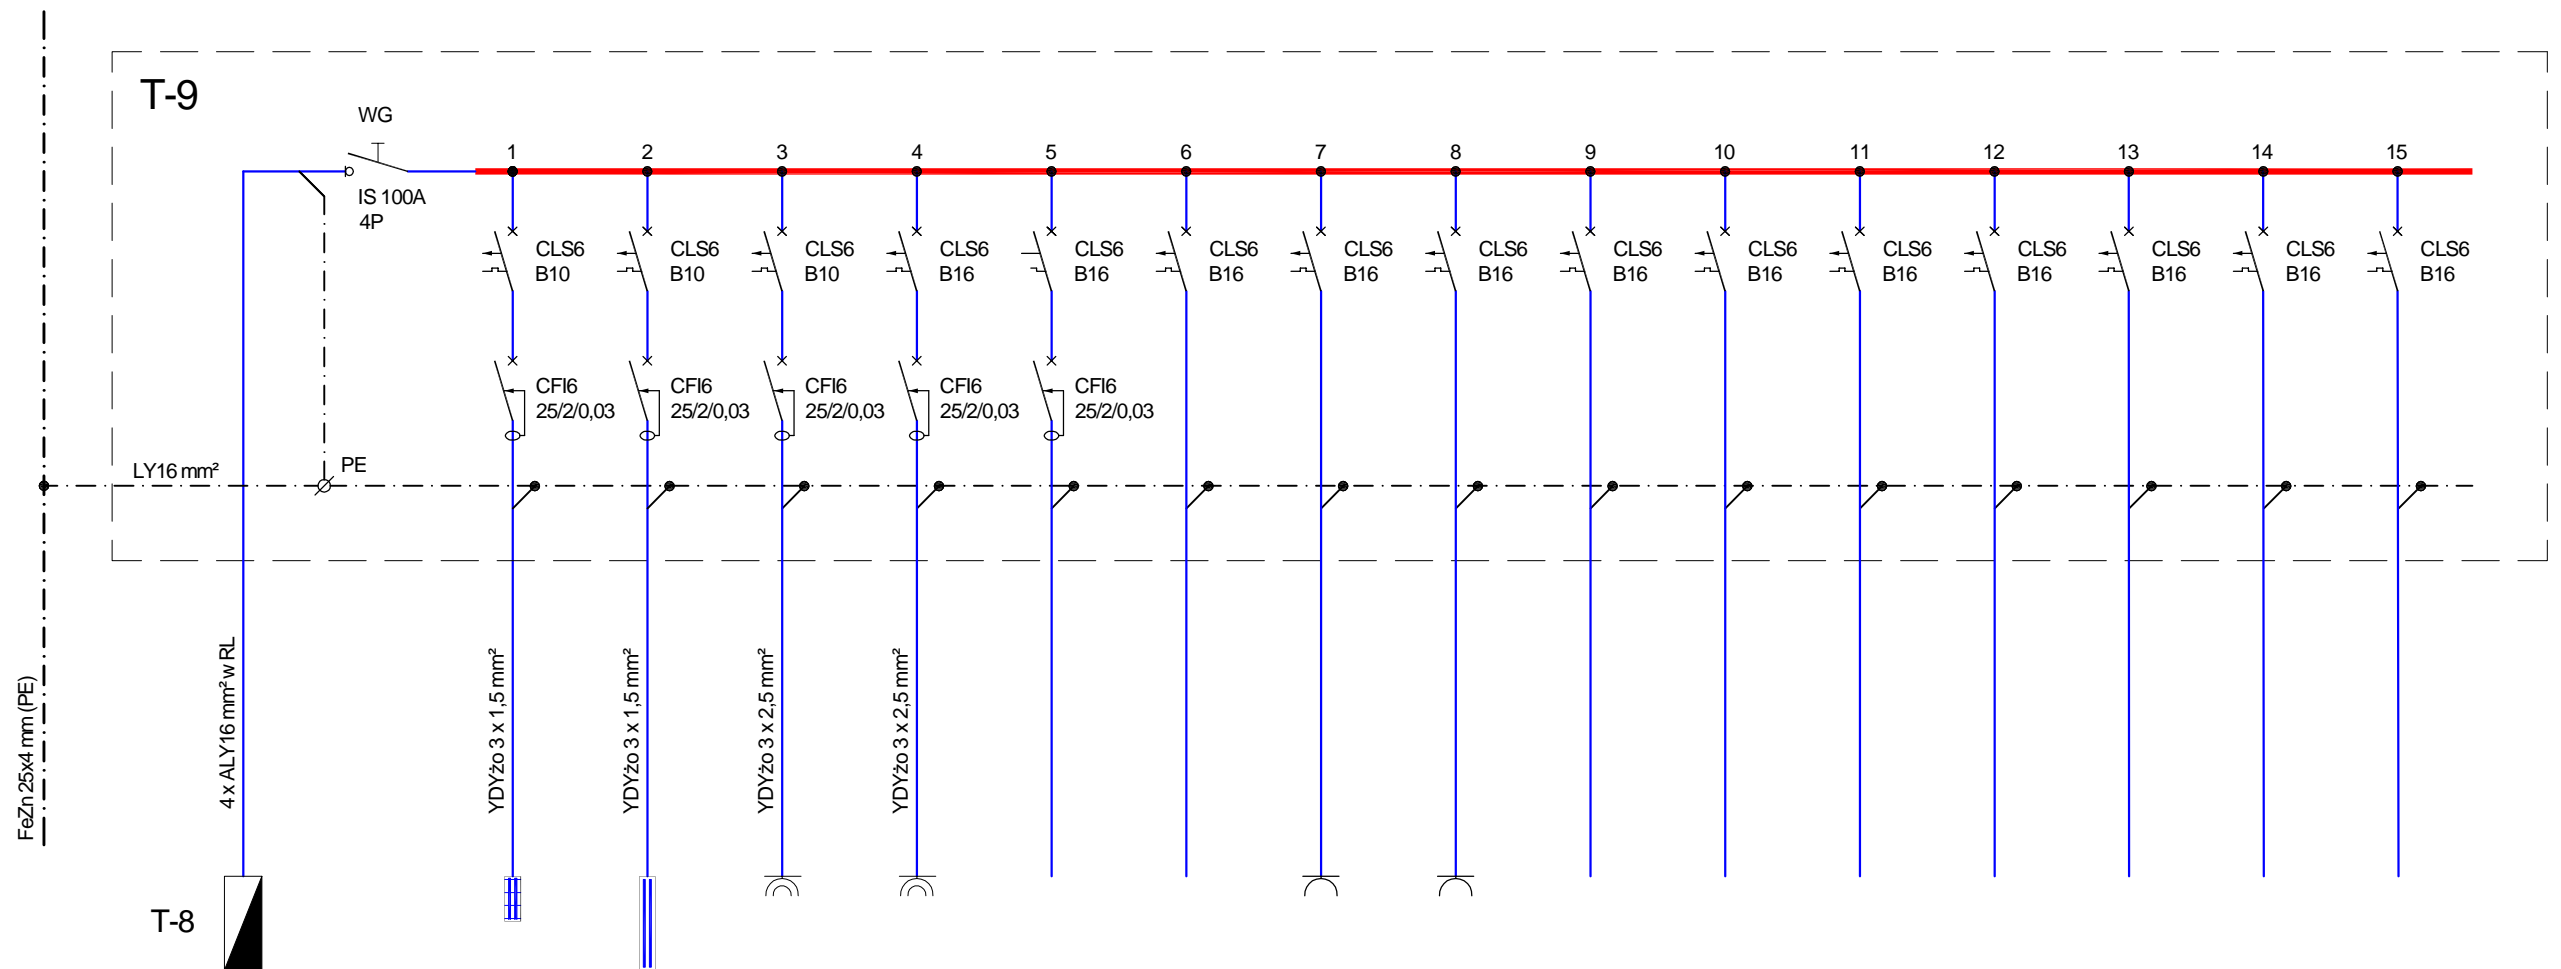 T-9
WG
IS 100A
4P
1
2
3
4
5
6
7
8
9
10
11
12
13
14
15
CLS6
B10
CLS6
B10
CLS6
B10
CLS6
B16
CLS6
B16
CLS6
B16
CLS6
B16
CLS6
B16
CLS6
B16
CLS6
B16
CLS6
B16
CLS6
B16
CLS6
B16
CLS6
B16
CLS6
B16
CFI6
25/2/0,03
CFI6
25/2/0,03
CFI6
25/2/0,03
CFI6
25/2/0,03
CFI6
25/2/0,03
LY16 mm²
PE
FeZn 25x4 mm (PE)
4 x ALY16 mm² w RL
YDYżo 3 x 1,5 mm²
YDYżo 3 x 1,5 mm²
YDYżo 3 x 2,5 mm²
YDYżo 3 x 2,5 mm²
T-8